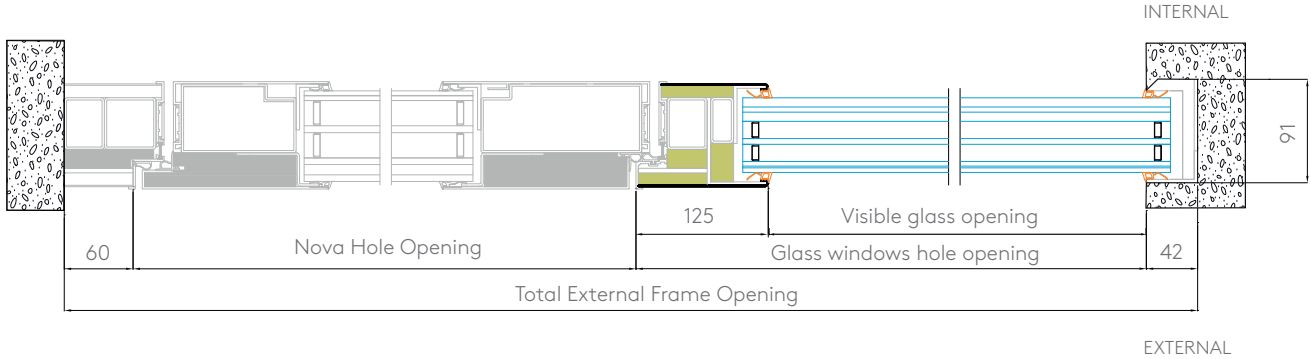 INTERNAL
91
125
Visible glass opening
60
Nova Hole Opening
Glass windows hole opening
42
Total External Frame Opening
EXTERNAL